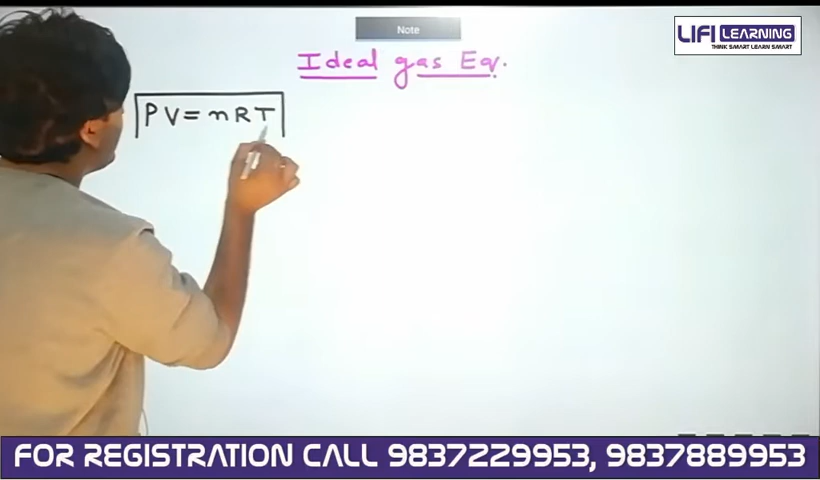 Note
LIFI LEARNING
THINK SMART LEARN SMART
Ideal gas Eq.
PV = nRT
FOR REGISTRATION CALL 9837229953, 9837889953